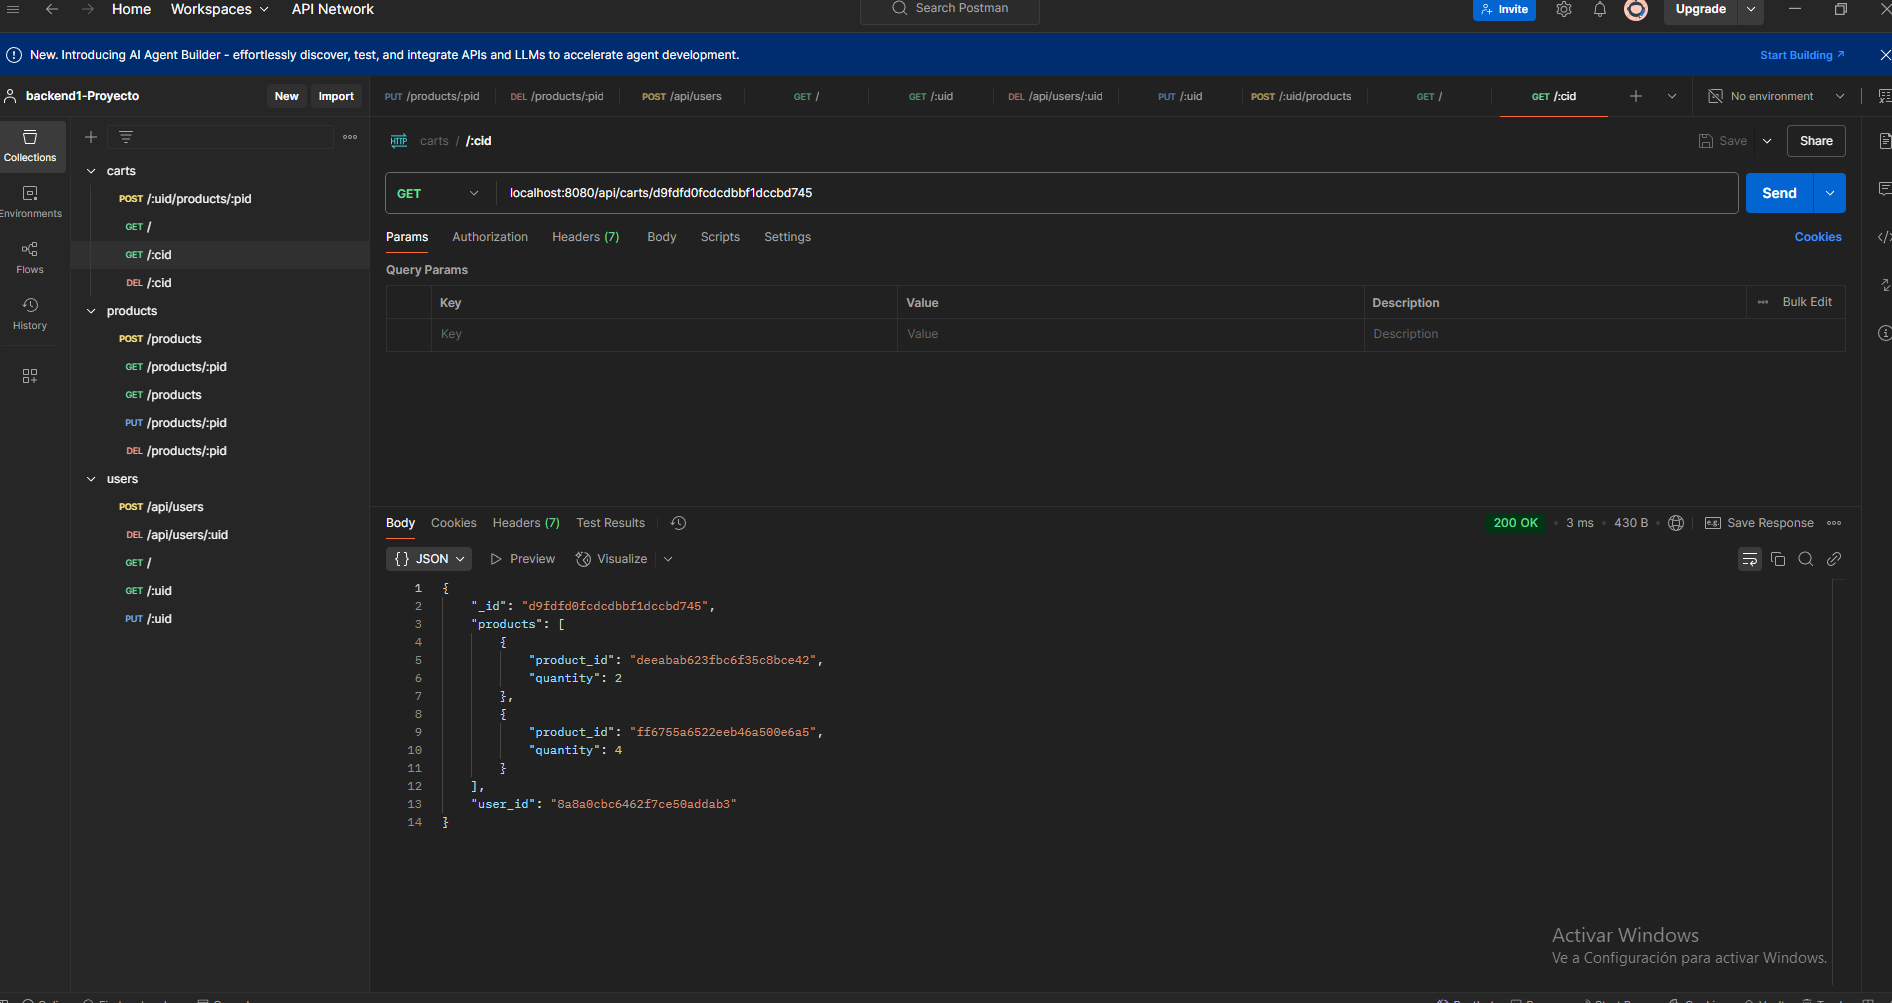 Home Workspaces API Network Search Postman Invite Upgrade
New. Introducing AI Agent Builder - effortlessly discover, test, and integrate APIs and LLMs to accelerate agent development. Start Building
backend1-Proyecto New Import PUT /products/:pid DEL /products/:pid POST /api/users GET / GET /:uid DEL /api/users/:uid PUT /:uid POST /:uid/products GET / GET /:cid No environment
Collections
Environments
Flows
History
carts
POST /:uid/products/:pid
GET /
GET /:cid
DEL /:cid
products
POST /products
GET /products/:pid
GET /products
PUT /products/:pid
DEL /products/:pid
users
POST /api/users
DEL /api/users/:uid
GET /
GET /:uid
PUT /:uid
HTTP carts / /:cid Save Share
GET localhost:8080/api/carts/d9fdfd0fcdcdbbf1dccbd745 Send
Params Authorization Headers (7) Body Scripts Settings Cookies
Query Params
Key Value Description Bulk Edit
Key Value Description
Body Cookies Headers (7) Test Results 200 OK 3 ms 430 B e.g. Save Response
{} JSON Preview Visualize
1 {
2 "_id": "d9fdfd0fcdcdbbf1dccbd745",
3 "products": [
4 {
5 "product_id": "deeabab623fbc6f35c8bce42",
6 "quantity": 2
7 },
8 {
9 "product_id": "ff6755a6522eeb46a500e6a5",
10 "quantity": 4
11 }
12 ],
13 "user_id": "8a8a0cbc6462f7ce50addab3"
14 }
Activar Windows
Ve a Configuración para activar Windows.